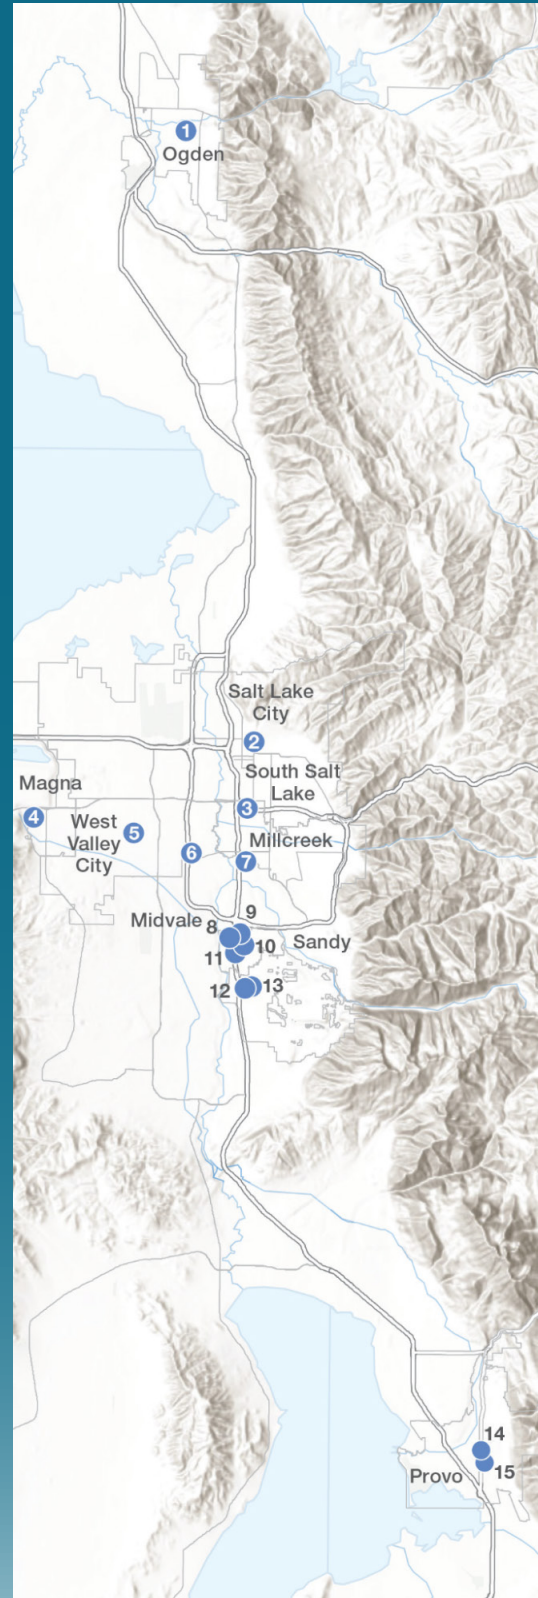 1
Ogden
Salt Lake
City
2
South Salt
Lake
Magna
3
4
West
Valley
City
5
Millcreek
6
7
Midvale
8
9
Sandy
10
11
12
13
14
15
Provo